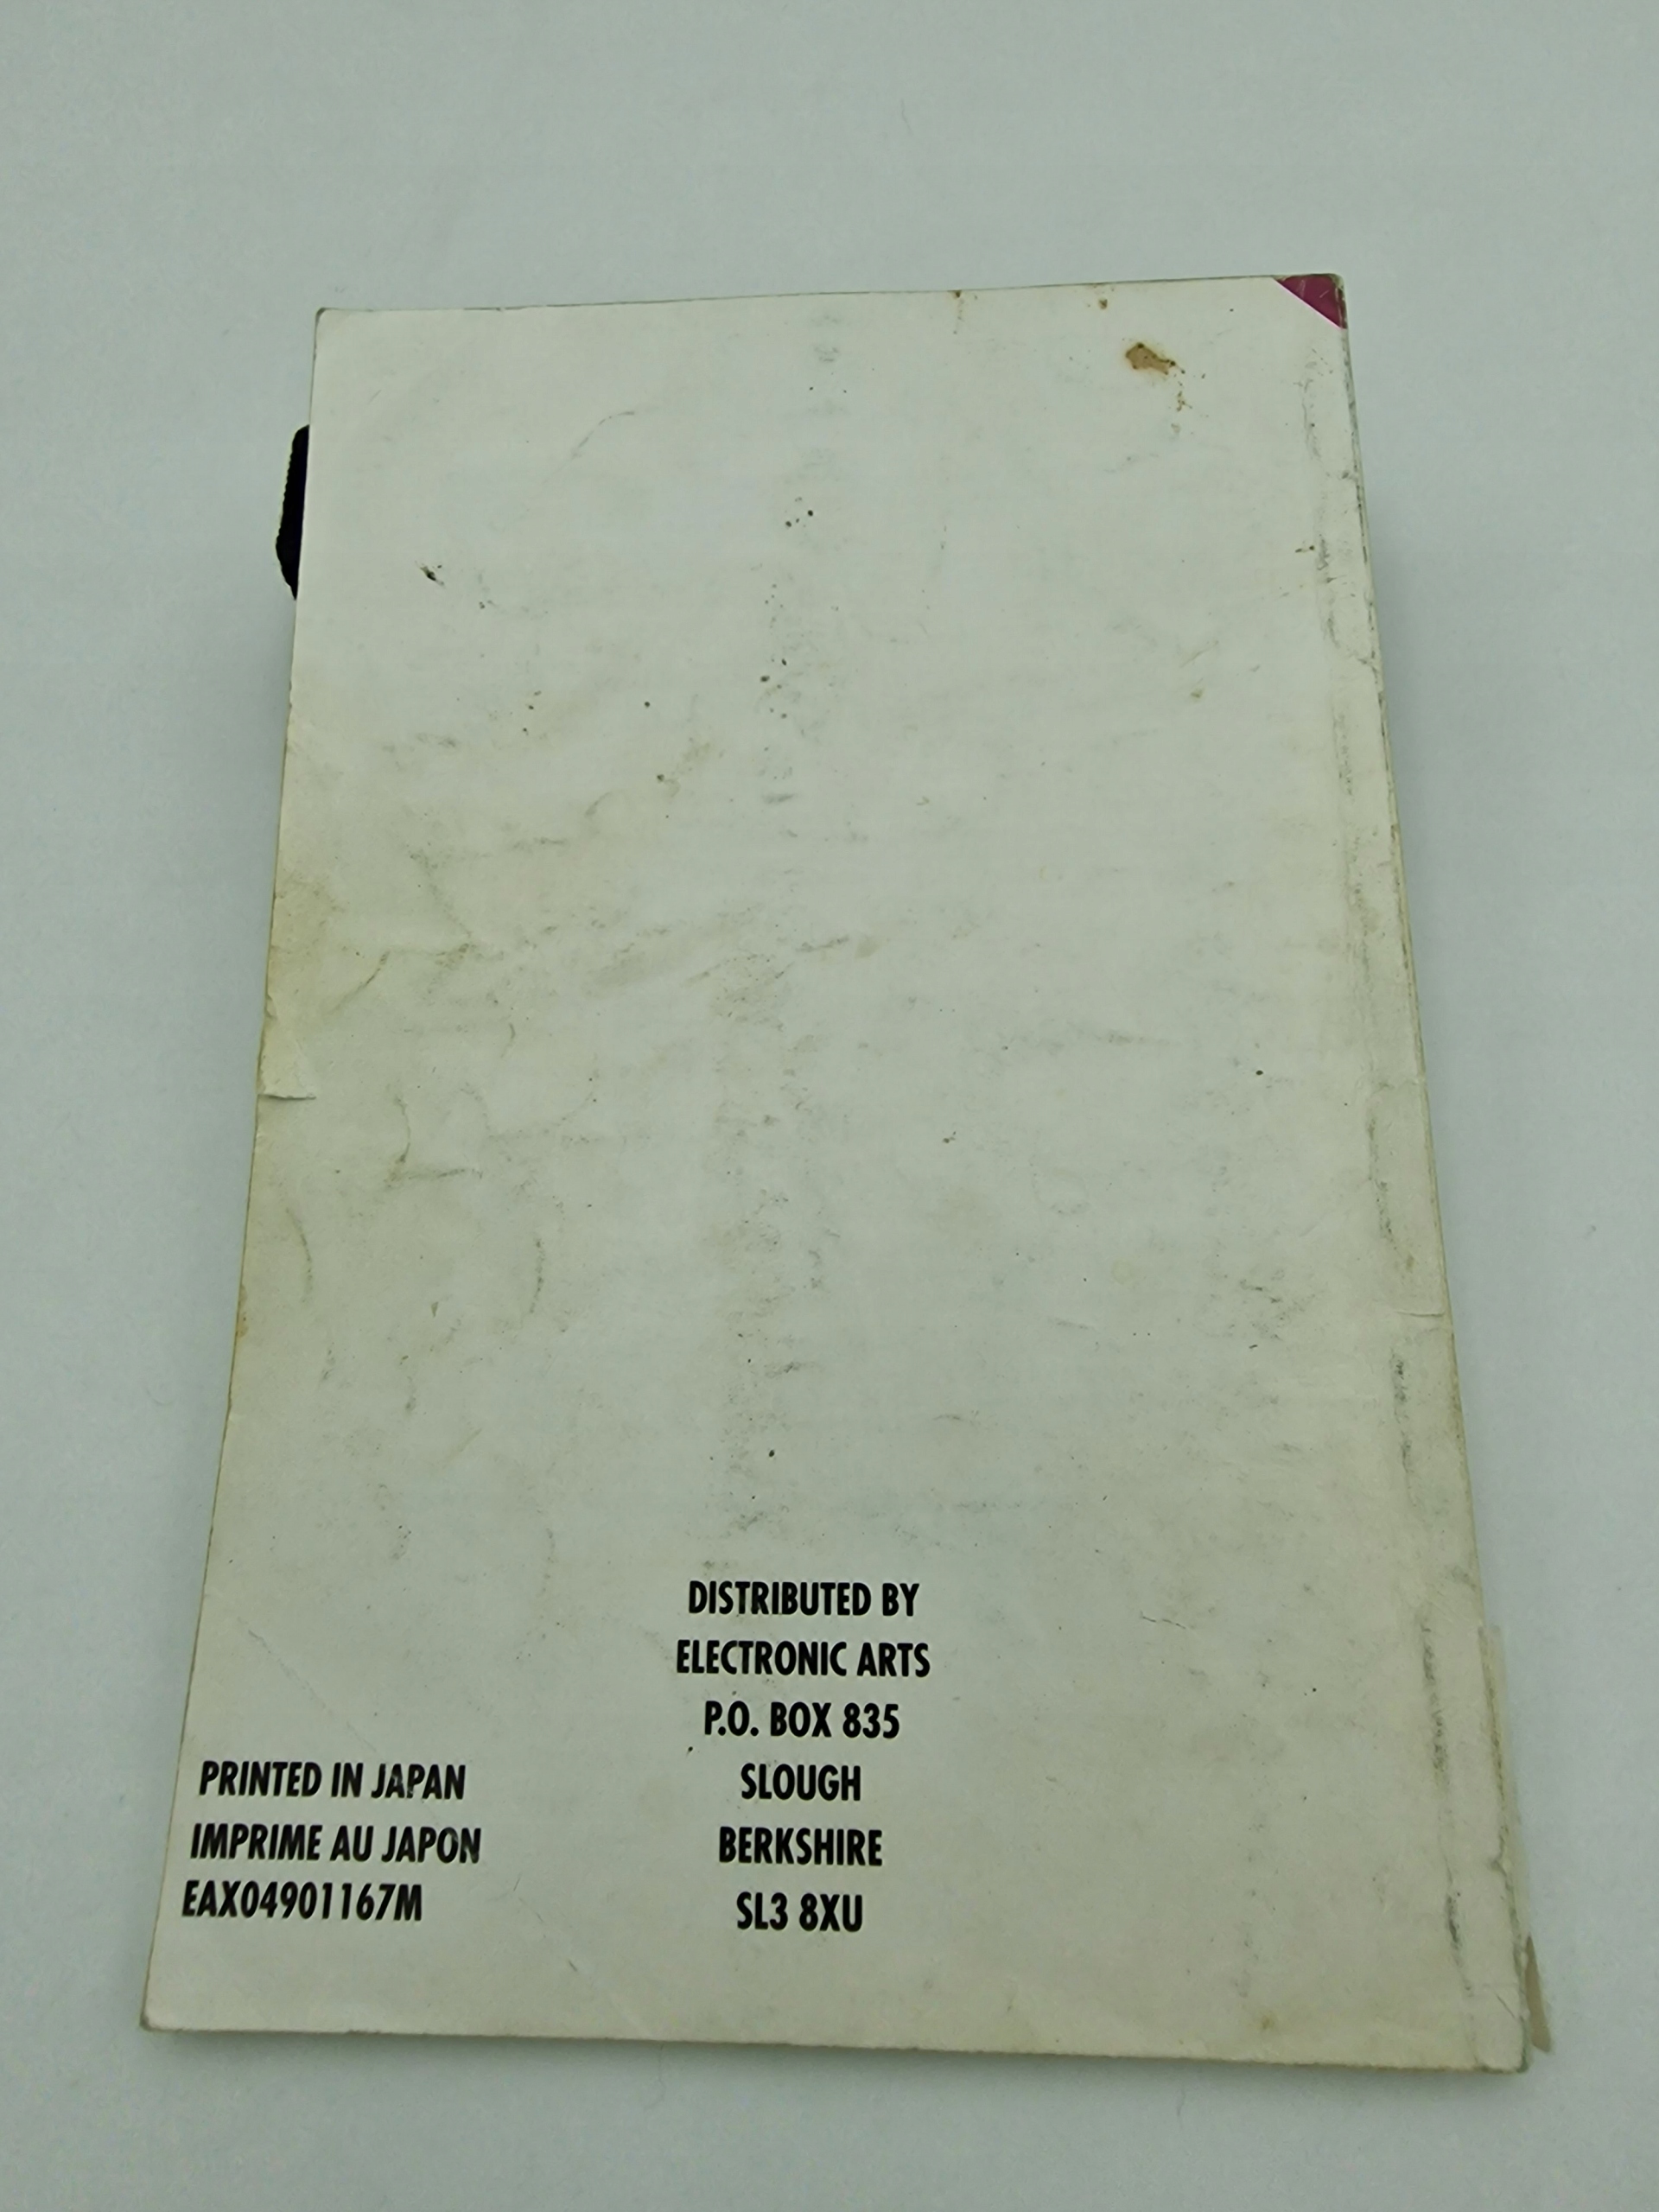 DISTRIBUTED BY
ELECTRONIC ARTS
P.O. BOX 835
SLOUGH
BERKSHIRE
SL3 8XU
PRINTED IN JAPAN
IMPRIME AU JAPON
EAX04901167M